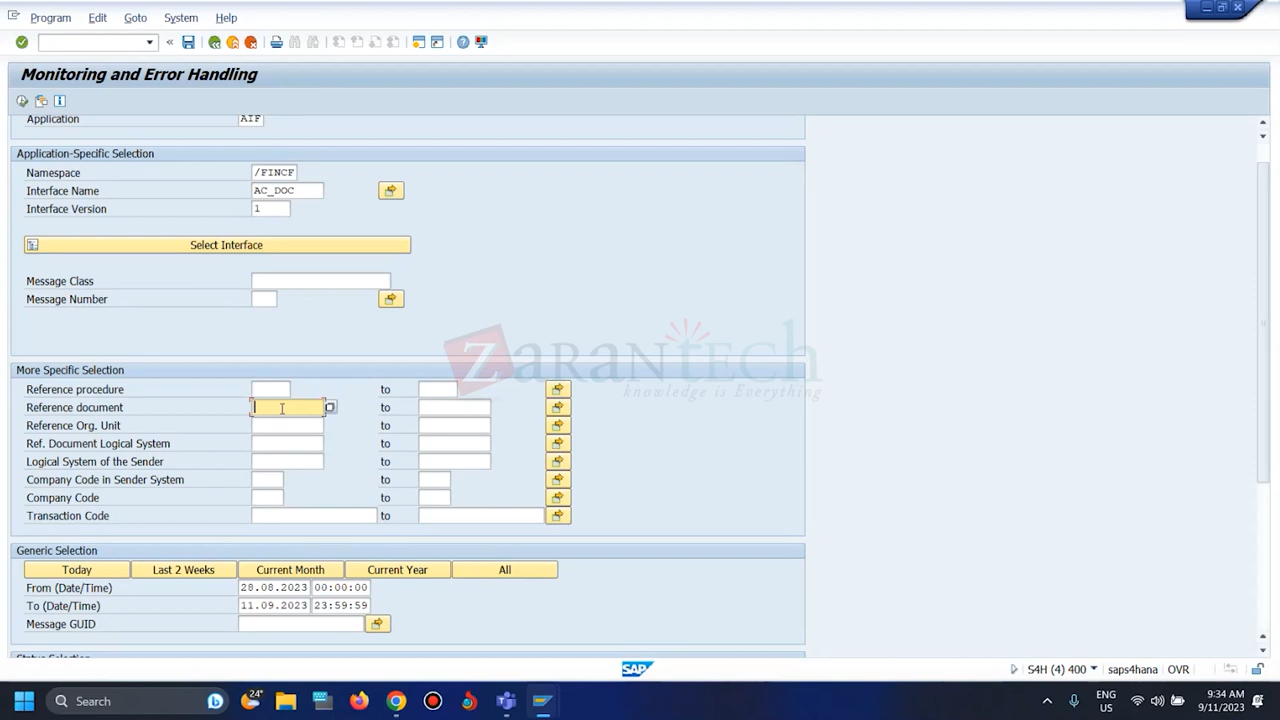 Program Edit Goto System Help
Monitoring and Error Handling
Application AIF
Application-Specific Selection
Namespace /FINCF
Interface Name AC_DOC
Interface Version 1
Select Interface
Message Class
Message Number
More Specific Selection
Reference procedure to
Reference document to
Reference Org. Unit to
Ref. Document Logical System to
Logical System of the Sender to
Company Code in Sender System to
Company Code to
Transaction Code to
ZaranTech
knowledge is Everything
Generic Selection
Today Last 2 Weeks Current Month Current Year All
From (Date/Time) 28.08.2023 00:00:00
To (Date/Time) 11.09.2023 23:59:59
Message GUID
Status Selection
SAP
S4H (4) 400 saps4hana OVR
Search 24° ENG US 9:34 AM 9/11/2023